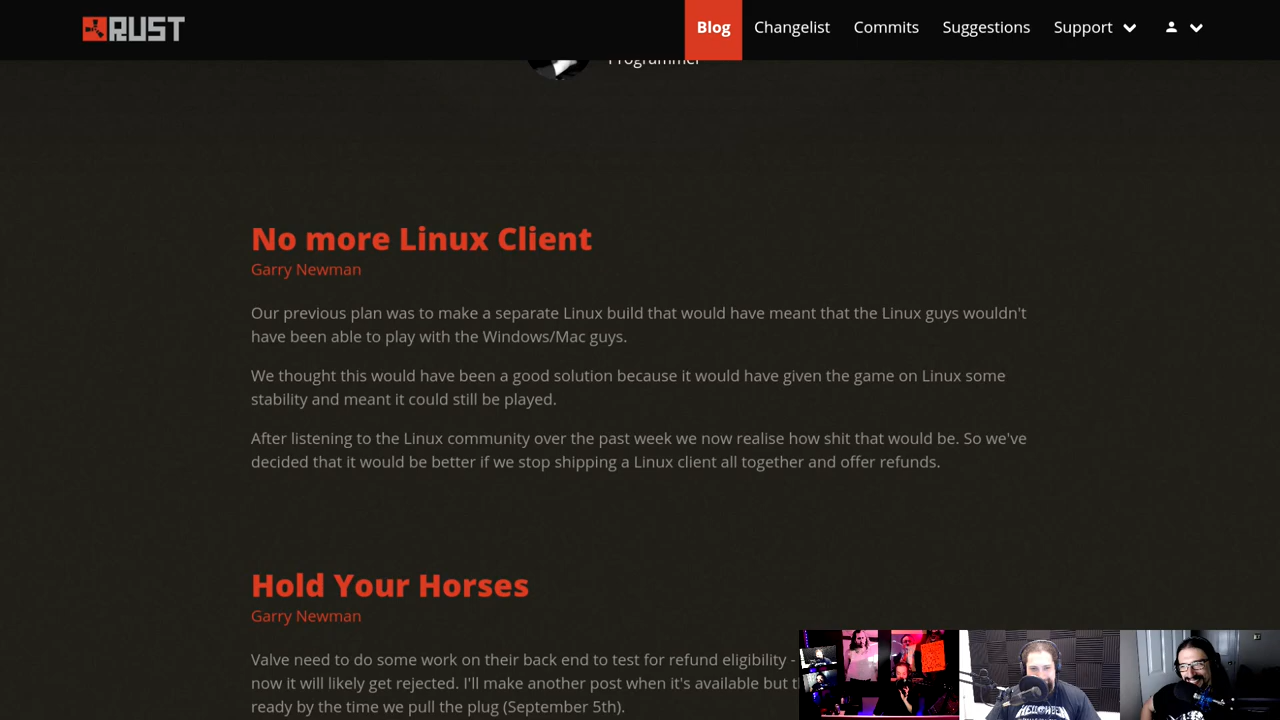 RUST
Blog
Changelist
Commits
Suggestions
Support
Programmer
No more Linux Client
Garry Newman
Our previous plan was to make a separate Linux build that would have meant that the Linux guys wouldn't
have been able to play with the Windows/Mac guys.
We thought this would have been a good solution because it would have given the game on Linux some
stability and meant it could still be played.
After listening to the Linux community over the past week we now realise how shit that would be. So we've
decided that it would be better if we stop shipping a Linux client all together and offer refunds.
Hold Your Horses
Garry Newman
Valve need to do some work on their back end to test for refund eligibility -
now it will likely get rejected. I'll make another post when it's available but t
ready by the time we pull the plug (September 5th).